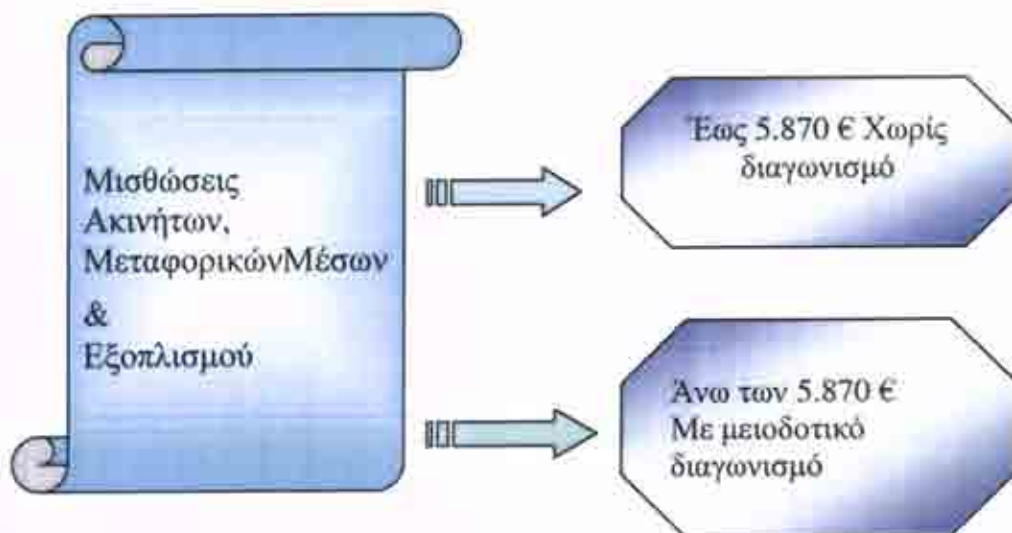 Μισθώσεις
Ακινήτων,
ΜεταφορικώνΜέσων
&
Εξοπλισμού
Έως 5.870 € Χωρίς
διαγωνισμό
Άνω των 5.870 €
Με μειοδοτικό
διαγωνισμό